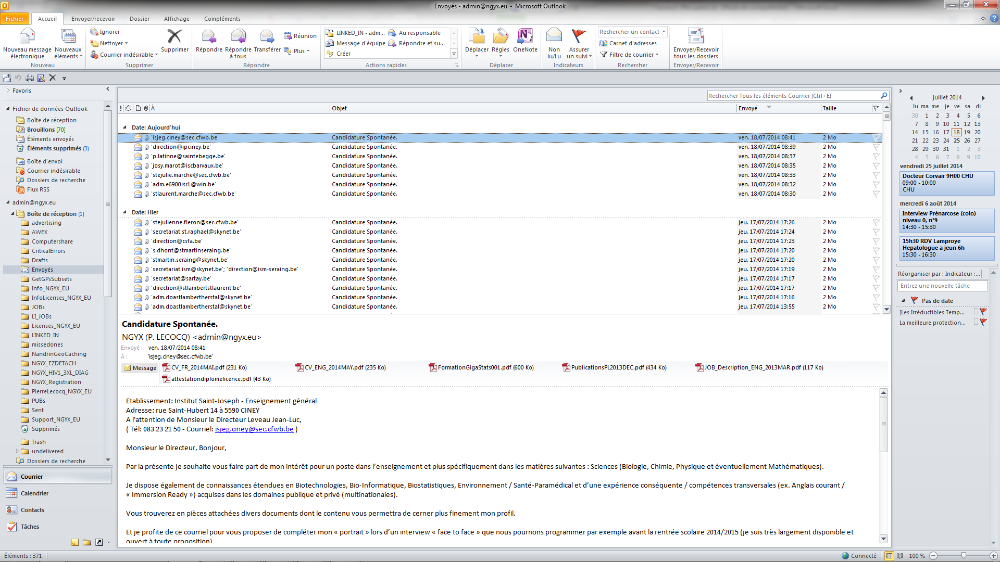 Envoyés - admin@ngyx.eu - Microsoft Outlook
Fichier Accueil Envoyer/recevoir Dossier Affichage Compléments
Nouveau message électronique
Nouveaux éléments
Nouveau
Ignorer
Nettoyer
Courrier indésirable
Supprimer
Supprimer
Répondre
Répondre à tous
Transférer
Réunion
Plus
Répondre
LINKED_IN - adm...
Message d'équipe
Créer
Au responsable
Répondre et su...
Actions rapides
Déplacer
Règles
OneNote
Déplacer
Non lu/Lu
Assurer un suivi
Indicateurs
Rechercher un contact
Carnet d'adresses
Filtre de courrier
Rechercher
Envoyer/Recevoir tous les dossiers
Envoyer/Recevoir
Favoris
Fichier de données Outlook
Boîte de réception
Brouillons [70]
Éléments envoyés
Éléments supprimés (3)
Boîte d'envoi
Courrier indésirable
Dossiers de recherche
Flux RSS
admin@ngyx.eu
Boîte de réception (1)
advertising
AWEX
Computershare
CriticalErrors
Drafts
Envoyés
GetGPsSubsets
Info_NGYX_EU
InfoLicenses_NGYX_EU
JOBs
LI_JOBs
Licenses_NGYX_EU
LINKED_IN
missedones
NandrinGeoCaching
NGYX_EZDETACH
NGYX_HIV1_3XL_DIAG
NGYX_Registration
PierreLecocq_NGYX_EU
PUBs
Sent
Support_NGYX_EU
Supprimés
Trash
undelivered
Dossiers de recherche
Courrier
Calendrier
Contacts
Tâches
Rechercher Tous les éléments Courrier (Ctrl+E)
À Objet Envoyé Taille
Date: Aujourd'hui
'isjeg.ciney@sec.cfwb.be' Candidature Spontanée. ven. 18/07/2014 08:41 2 Mo
'direction@ipciney.be' Candidature Spontanée. ven. 18/07/2014 08:39 2 Mo
'p.latinne@saintebegge.be' Candidature Spontanée. ven. 18/07/2014 08:37 2 Mo
'josy.marot@iscbarvaux.be' Candidature Spontanée. ven. 18/07/2014 08:35 2 Mo
'stejulie.marche@sec.cfwb.be' Candidature Spontanée. ven. 18/07/2014 08:33 2 Mo
'adm.e6900isr1@win.be' Candidature Spontanée. ven. 18/07/2014 08:32 2 Mo
'stlaurent.marche@sec.cfwb.be' Candidature Spontanée. ven. 18/07/2014 08:30 2 Mo
Date: Hier
'stejulienne.fleron@sec.cfwb.be' Candidature Spontanée. jeu. 17/07/2014 17:26 2 Mo
'secretariat.st.raphael@skynet.be' Candidature Spontanée. jeu. 17/07/2014 17:24 2 Mo
'direction@csfa.be' Candidature Spontanée. jeu. 17/07/2014 17:23 2 Mo
's.dhont@stmartinseraing.be' Candidature Spontanée. jeu. 17/07/2014 17:20 2 Mo
'stmartin.seraing@skynet.be' Candidature Spontanée. jeu. 17/07/2014 17:20 2 Mo
'secretariat.ism@skynet.be'; 'direction@ism-seraing.be' Candidature Spontanée. jeu. 17/07/2014 17:19 2 Mo
'secretariat@sartay.be' Candidature Spontanée. jeu. 17/07/2014 17:17 2 Mo
'direction@stlambertstlaurent.be' Candidature Spontanée. jeu. 17/07/2014 17:17 2 Mo
'adm.doastlambertherstal@skynet.be' Candidature Spontanée. jeu. 17/07/2014 17:16 2 Mo
'adm.doastlambertherstal@skynet.be' Candidature Spontanée. jeu. 17/07/2014 13:55 2 Mo
Candidature Spontanée.
NGYX (P. LECOCQ) <admin@ngyx.eu>
Envoyé : ven. 18/07/2014 08:41
À : 'isjeg.ciney@sec.cfwb.be'
Message CV_FR_2014MAI.pdf (231 Ko) CV_ENG_2014MAY.pdf (235 Ko) FormationGigaStats001.pdf (600 Ko) PublicationsPL2013DEC.pdf (434 Ko) JOB_Description_ENG_2013MAR.pdf (117 Ko)
attestationdiplomelicence.pdf (43 Ko)
Etablissement: Institut Saint-Joseph - Enseignement général
Adresse: rue Saint-Hubert 14 à 5590 CINEY
A l'attention de Monsieur le Directeur Leveau Jean-Luc,
( Tél: 083 23 21 50 - Courriel: isjeg.ciney@sec.cfwb.be )
Monsieur le Directeur, Bonjour,
Par la présente je souhaite vous faire part de mon intérêt pour un poste dans l'enseignement et plus spécifiquement dans les matières suivantes : Sciences (Biologie, Chimie, Physique et éventuellement Mathématiques).
Je dispose également de connaissances étendues en Biotechnologies, Bio-Informatique, Biostatistiques, Environnement / Santé-Paramédical et d'une expérience conséquente / compétences transversales (ex. Anglais courant /
« Immersion Ready ») acquises dans les domaines publique et privé (multinationales).
Vous trouverez en pièces attachées divers documents dont le contenu vous permettra de cerner plus finement mon profil.
Et je profite de ce courriel pour vous proposer de compléter mon « portrait » lors d'un interview « face to face » que nous pourrions programmer par exemple avant la rentrée scolaire 2014/2015 (je suis très largement disponible et
ouvert à toute proposition).
juillet 2014
lu ma me je ve sa di
30 1 2 3 4 5 6
7 8 9 10 11 12 13
14 15 16 17 18 19 20
21 22 23 24 25 26 27
28 29 30 31 1 2 3
4 5 6 7 8 9 10
vendredi 25 juillet 2014
Docteur Corvair 9H00 CHU
09:00 - 10:00
CHU
mercredi 6 août 2014
Interview Prénarcose (colo)
niveau 0, n°9
14:30 - 15:30
15h30 RDV Lamproye
Hepatologue a jeun 6h
15:30 - 16:30
Réorganiser par : Indicateur :...
Entrez une nouvelle tâche
Pas de date
[Les Irréductibles Temp...
La meilleure protection...
Éléments : 371
Connecté
100 %